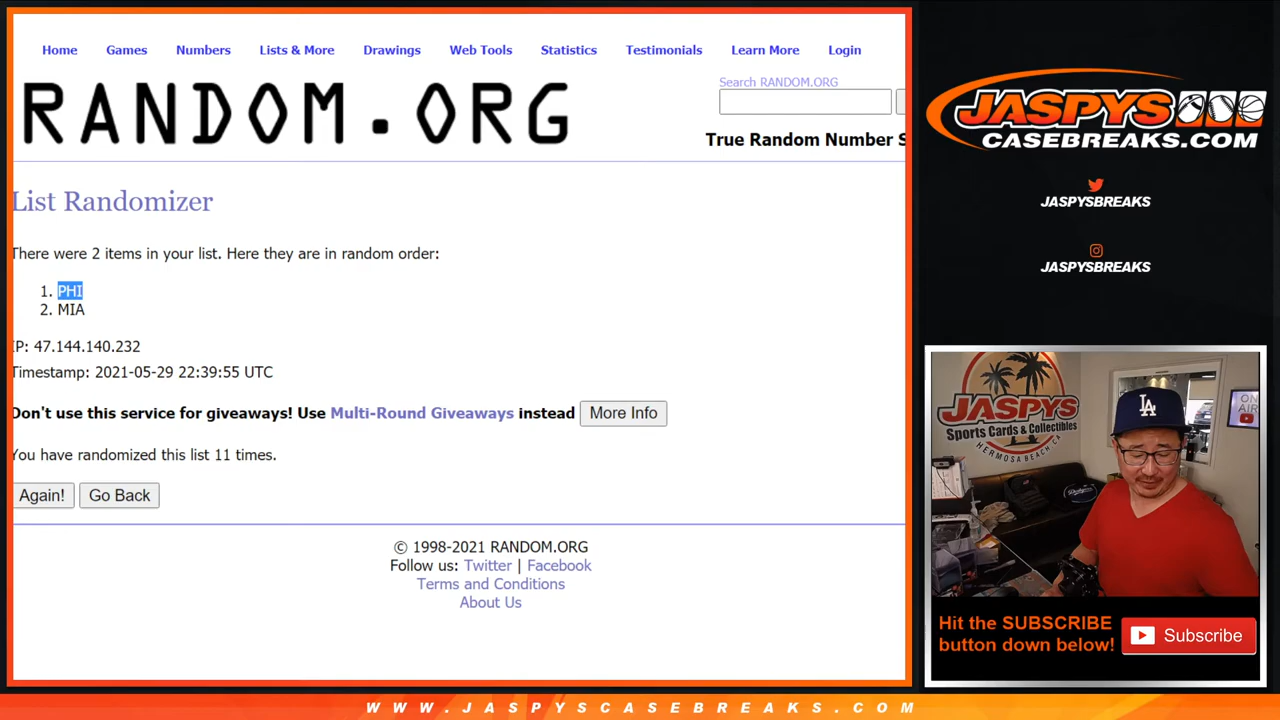 Home Games Numbers Lists & More Drawings Web Tools Statistics Testimonials Learn More Login
RANDOM.ORG
Search RANDOM.ORG
True Random Number S
List Randomizer
There were 2 items in your list. Here they are in random order:
1. PHI
2. MIA
IP: 47.144.140.232
Timestamp: 2021-05-29 22:39:55 UTC
Don't use this service for giveaways! Use Multi-Round Giveaways instead More Info
You have randomized this list 11 times.
Again! Go Back
© 1998-2021 RANDOM.ORG
Follow us: Twitter | Facebook
Terms and Conditions
About Us
JASPYS
CASEBREAKS.COM
JASPYSBREAKS
JASPYSBREAKS
JASPYS
Sports Cards & Collectibles
HERMOSA BEACH CA
LA
ON
AIR
Dodgers
Hit the SUBSCRIBE
button down below!
Subscribe
WWW.JASPYSCASEBREAKS.COM